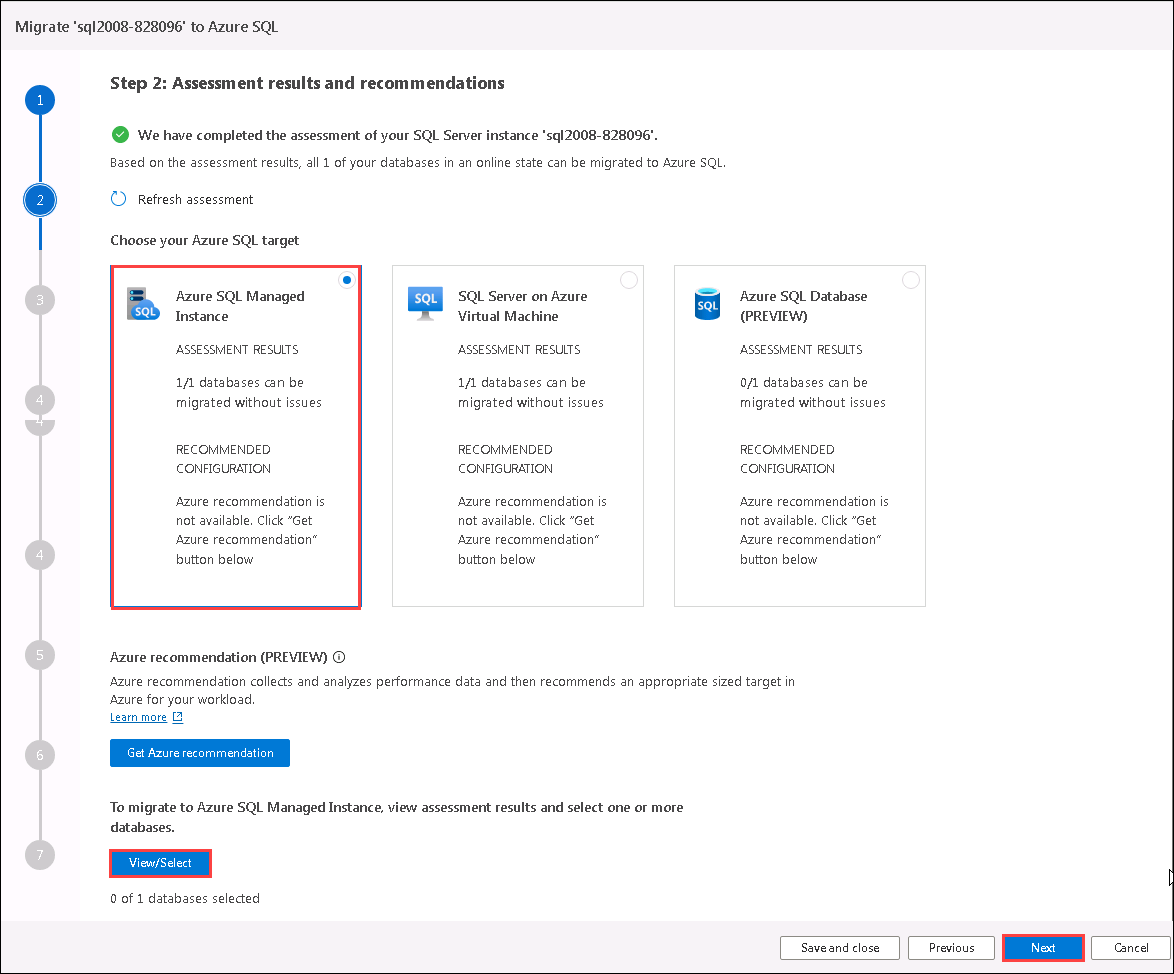 Migrate 'sql2008-828096' to Azure SQL
1
2
3
4
4
4
5
6
7
Step 2: Assessment results and recommendations
We have completed the assessment of your SQL Server instance 'sql2008-828096'.
Based on the assessment results, all 1 of your databases in an online state can be migrated to Azure SQL.
Refresh assessment
Choose your Azure SQL target
SQL
Azure SQL Managed
Instance
ASSESSMENT RESULTS
1/1 databases can be
migrated without issues
RECOMMENDED
CONFIGURATION
Azure recommendation is
not available. Click "Get
Azure recommendation"
button below
SQL
SQL Server on Azure
Virtual Machine
ASSESSMENT RESULTS
1/1 databases can be
migrated without issues
RECOMMENDED
CONFIGURATION
Azure recommendation is
not available. Click "Get
Azure recommendation"
button below
SQL
Azure SQL Database
(PREVIEW)
ASSESSMENT RESULTS
0/1 databases can be
migrated without issues
RECOMMENDED
CONFIGURATION
Azure recommendation is
not available. Click "Get
Azure recommendation"
button below
Azure recommendation (PREVIEW)
Azure recommendation collects and analyzes performance data and then recommends an appropriate sized target in
Azure for your workload.
Learn more
Get Azure recommendation
To migrate to Azure SQL Managed Instance, view assessment results and select one or more
databases.
View/Select
0 of 1 databases selected
Save and close
Previous
Next
Cancel